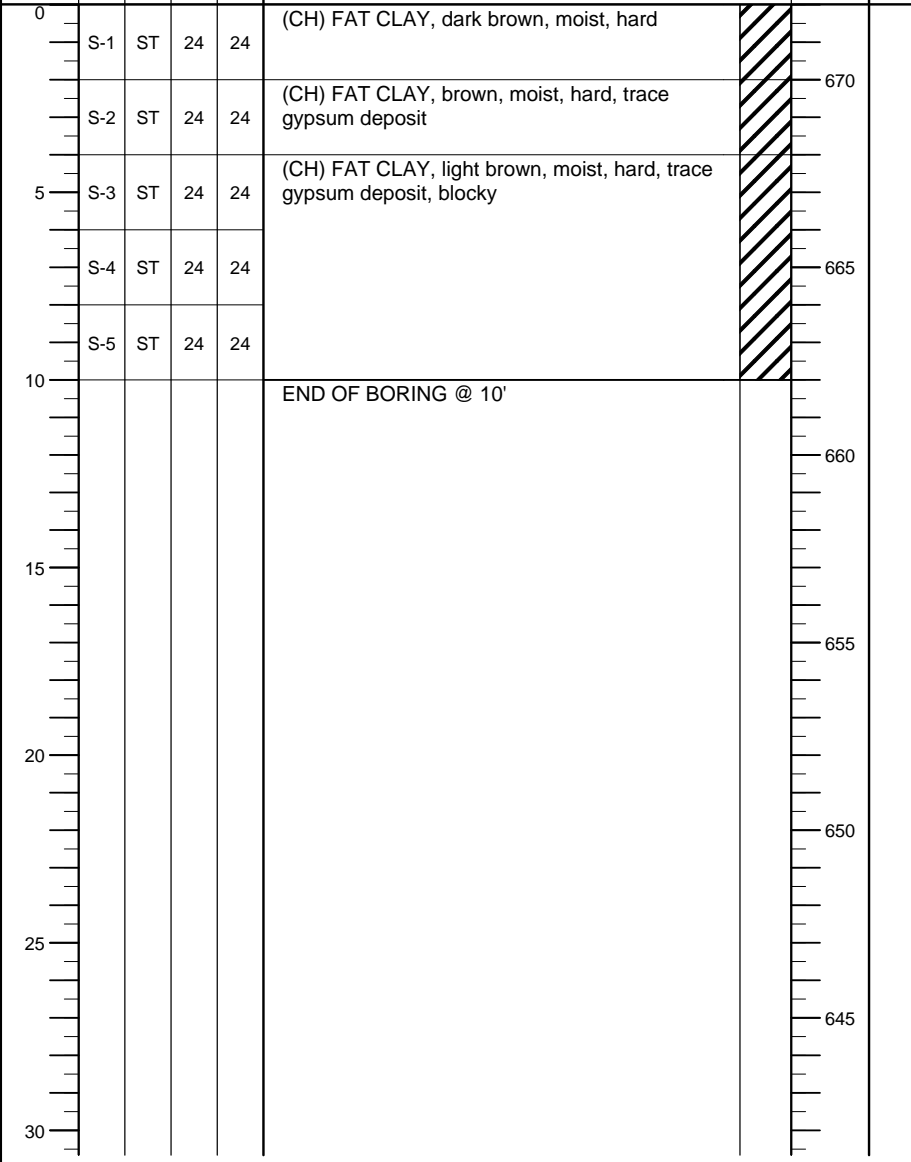 0
S-1 ST 24 24 (CH) FAT CLAY, dark brown, moist, hard
670
S-2 ST 24 24 (CH) FAT CLAY, brown, moist, hard, trace
gypsum deposit
5 S-3 ST 24 24 (CH) FAT CLAY, light brown, moist, hard, trace
gypsum deposit, blocky
S-4 ST 24 24 665
S-5 ST 24 24
10
END OF BORING @ 10'
660
15
655
20
650
25
645
30